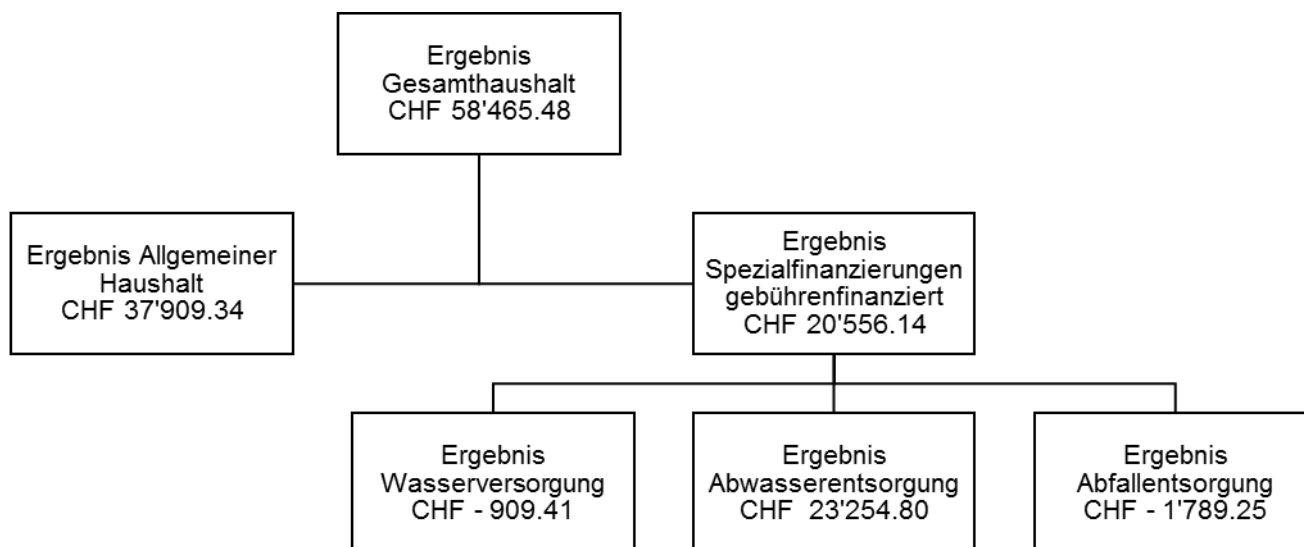 Ergebnis
Gesamthaushalt
CHF 58'465.48
Ergebnis Allgemeiner
Haushalt
CHF 37'909.34
Ergebnis
Spezialfinanzierungen
gebührenfinanziert
CHF 20'556.14
Ergebnis
Wasserversorgung
CHF - 909.41
Ergebnis
Abwasserentsorgung
CHF 23'254.80
Ergebnis
Abfallentsorgung
CHF - 1'789.25